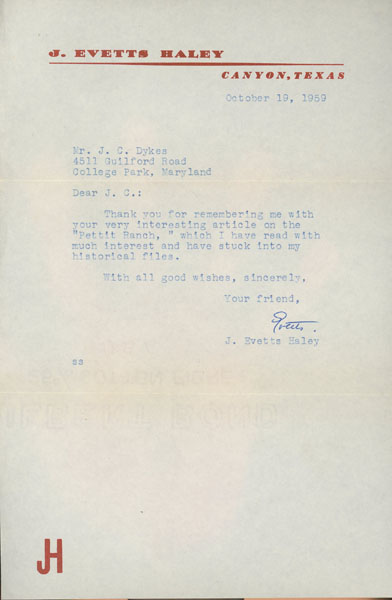 J. EVETTS HALEY
CANYON, TEXAS
October 19, 1959
Mr. J. C. Dykes
4511 Guilford Road
College Park, Maryland
Dear J. C.:
Thank you for remembering me with
your very interesting article on the
"Pettit Ranch, " which I have read with
much interest and have stuck into my
historical files.
With all good wishes, sincerely,
Your friend,
Evetts.
J. Evetts Haley
ss
JH